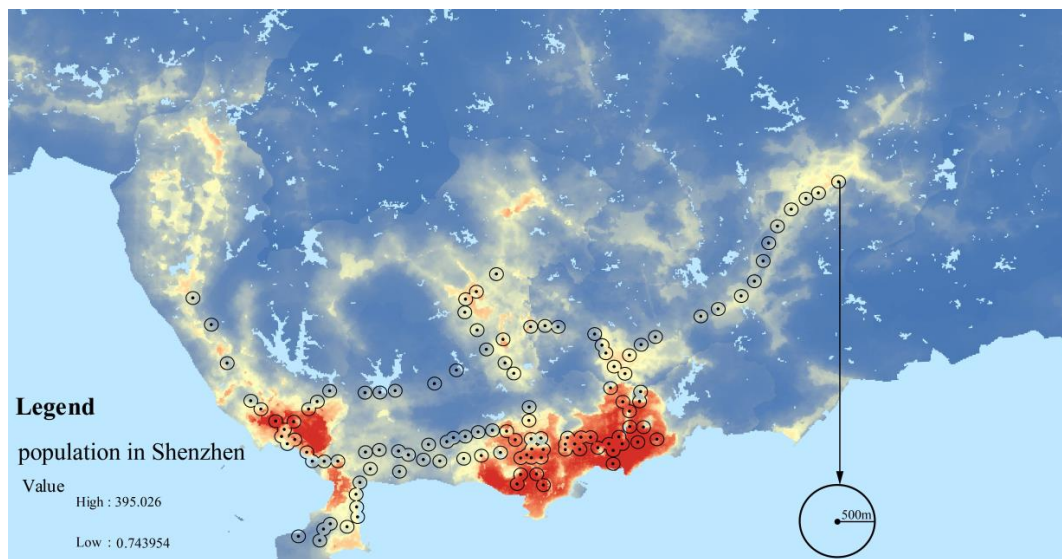 Legend
population in Shenzhen
Value
High : 395.026
Low : 0.743954
500m